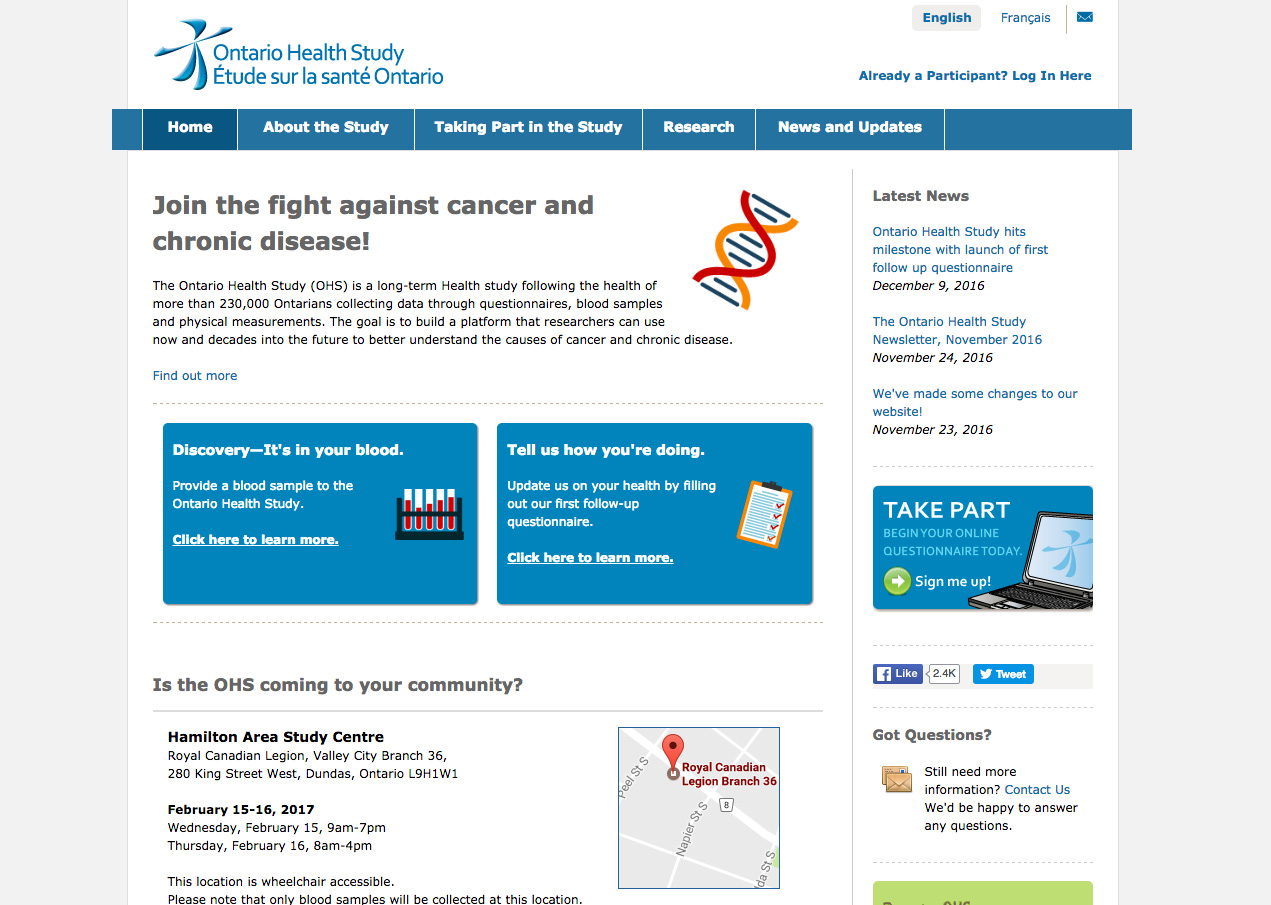 English
Français
Ontario Health Study
Étude sur la santé Ontario
Already a Participant? Log In Here
Home
About the Study
Taking Part in the Study
Research
News and Updates
Join the fight against cancer and
chronic disease!
The Ontario Health Study (OHS) is a long-term Health study following the health of
more than 230,000 Ontarians collecting data through questionnaires, blood samples
and physical measurements. The goal is to build a platform that researchers can use
now and decades into the future to better understand the causes of cancer and chronic disease.
Find out more
Discovery—It's in your blood.
Provide a blood sample to the
Ontario Health Study.
Click here to learn more.
Tell us how you're doing.
Update us on your health by filling
out our first follow-up
questionnaire.
Click here to learn more.
Is the OHS coming to your community?
Hamilton Area Study Centre
Royal Canadian Legion, Valley City Branch 36,
280 King Street West, Dundas, Ontario L9H1W1
February 15-16, 2017
Wednesday, February 15, 9am-7pm
Thursday, February 16, 8am-4pm
This location is wheelchair accessible.
Please note that only blood samples will be collected at this location.
Royal Canadian
Legion Branch 36
Peel St S
8
Napier St S
da St S
Latest News
Ontario Health Study hits
milestone with launch of first
follow up questionnaire
December 9, 2016
The Ontario Health Study
Newsletter, November 2016
November 24, 2016
We've made some changes to our
website!
November 23, 2016
TAKE PART
BEGIN YOUR ONLINE
QUESTIONNAIRE TODAY.
Sign me up!
Like
2.4K
Tweet
Got Questions?
Still need more
information? Contact Us
We'd be happy to answer
any questions.